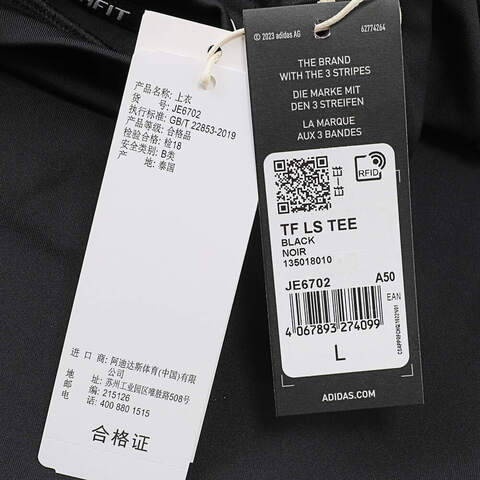 HFIT
产品名称: 上衣
货 号: JE6702
执行标准: GB/T 22853-2019
产品等级: 合格品
检验合格: 检18
安全类别: B类
产 地: 泰国
进 口 商: 阿迪达斯体育(中国)有限
公司
地 址: 苏州工业园区唯胜路508号
邮 编: 215126
电 话: 400 880 1515
合格证
© 2023 adidas AG
62774264
THE BRAND
WITH THE 3 STRIPES
DIE MARKE MIT
DEN 3 STREIFEN
LA MARQUE
AUX 3 BANDES
RFID
TF LS TEE
BLACK
NOIR
135018010
JE6702
A50
EAN
4 067893 274099
L
ADIDAS.COM